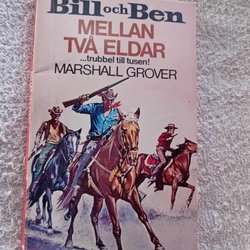 Bill och Ben
MELLAN
TVÅ ELDAR
...trubbel till tusen!
MARSHALL GROVER